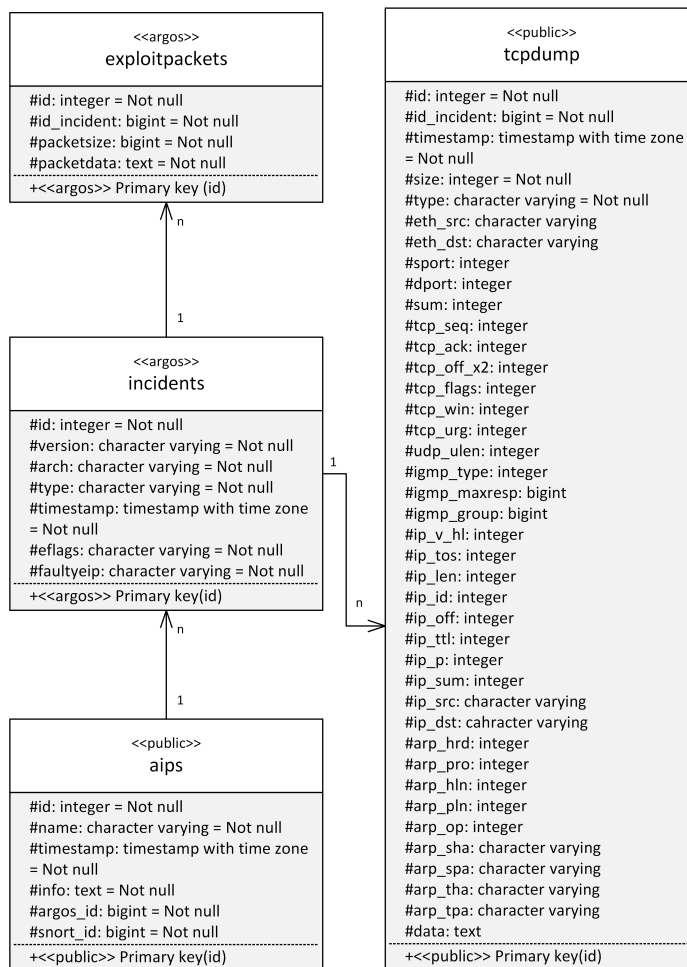 <<argos>>
exploitpackets
#id: integer = Not null
#id_incident: bigint = Not null
#packetsize: bigint = Not null
#packetdata: text = Not null
+<<argos>> Primary key (id)
n
1
<<argos>>
incidents
#id: integer = Not null
#version: character varying = Not null
#arch: character varying = Not null
#type: character varying = Not null
#timestamp: timestamp with time zone
= Not null
#eflags: character varying = Not null
#faultyeip: character varying = Not null
+<<argos>> Primary key(id)
1
n
n
1
<<public>>
aips
#id: integer = Not null
#name: character varying = Not null
#timestamp: timestamp with time zone
= Not null
#info: text = Not null
#argos_id: bigint = Not null
#snort_id: bigint = Not null
+<<public>> Primary key(id)
<<public>>
tcpdump
#id: integer = Not null
#id_incident: bigint = Not null
#timestamp: timestamp with time zone
= Not null
#size: integer = Not null
#type: character varying = Not null
#eth_src: character varying
#eth_dst: character varying
#sport: integer
#dport: integer
#sum: integer
#tcp_seq: integer
#tcp_ack: integer
#tcp_off_x2: integer
#tcp_flags: integer
#tcp_win: integer
#tcp_urg: integer
#udp_ulen: integer
#igmp_type: integer
#igmp_maxresp: bigint
#igmp_group: bigint
#ip_v_hl: integer
#ip_tos: integer
#ip_len: integer
#ip_id: integer
#ip_off: integer
#ip_ttl: integer
#ip_p: integer
#ip_sum: integer
#ip_src: character varying
#ip_dst: cahracter varying
#arp_hrd: integer
#arp_pro: integer
#arp_hln: integer
#arp_pln: integer
#arp_op: integer
#arp_sha: character varying
#arp_spa: character varying
#arp_tha: character varying
#arp_tpa: character varying
#data: text
+<<public>> Primary key(id)